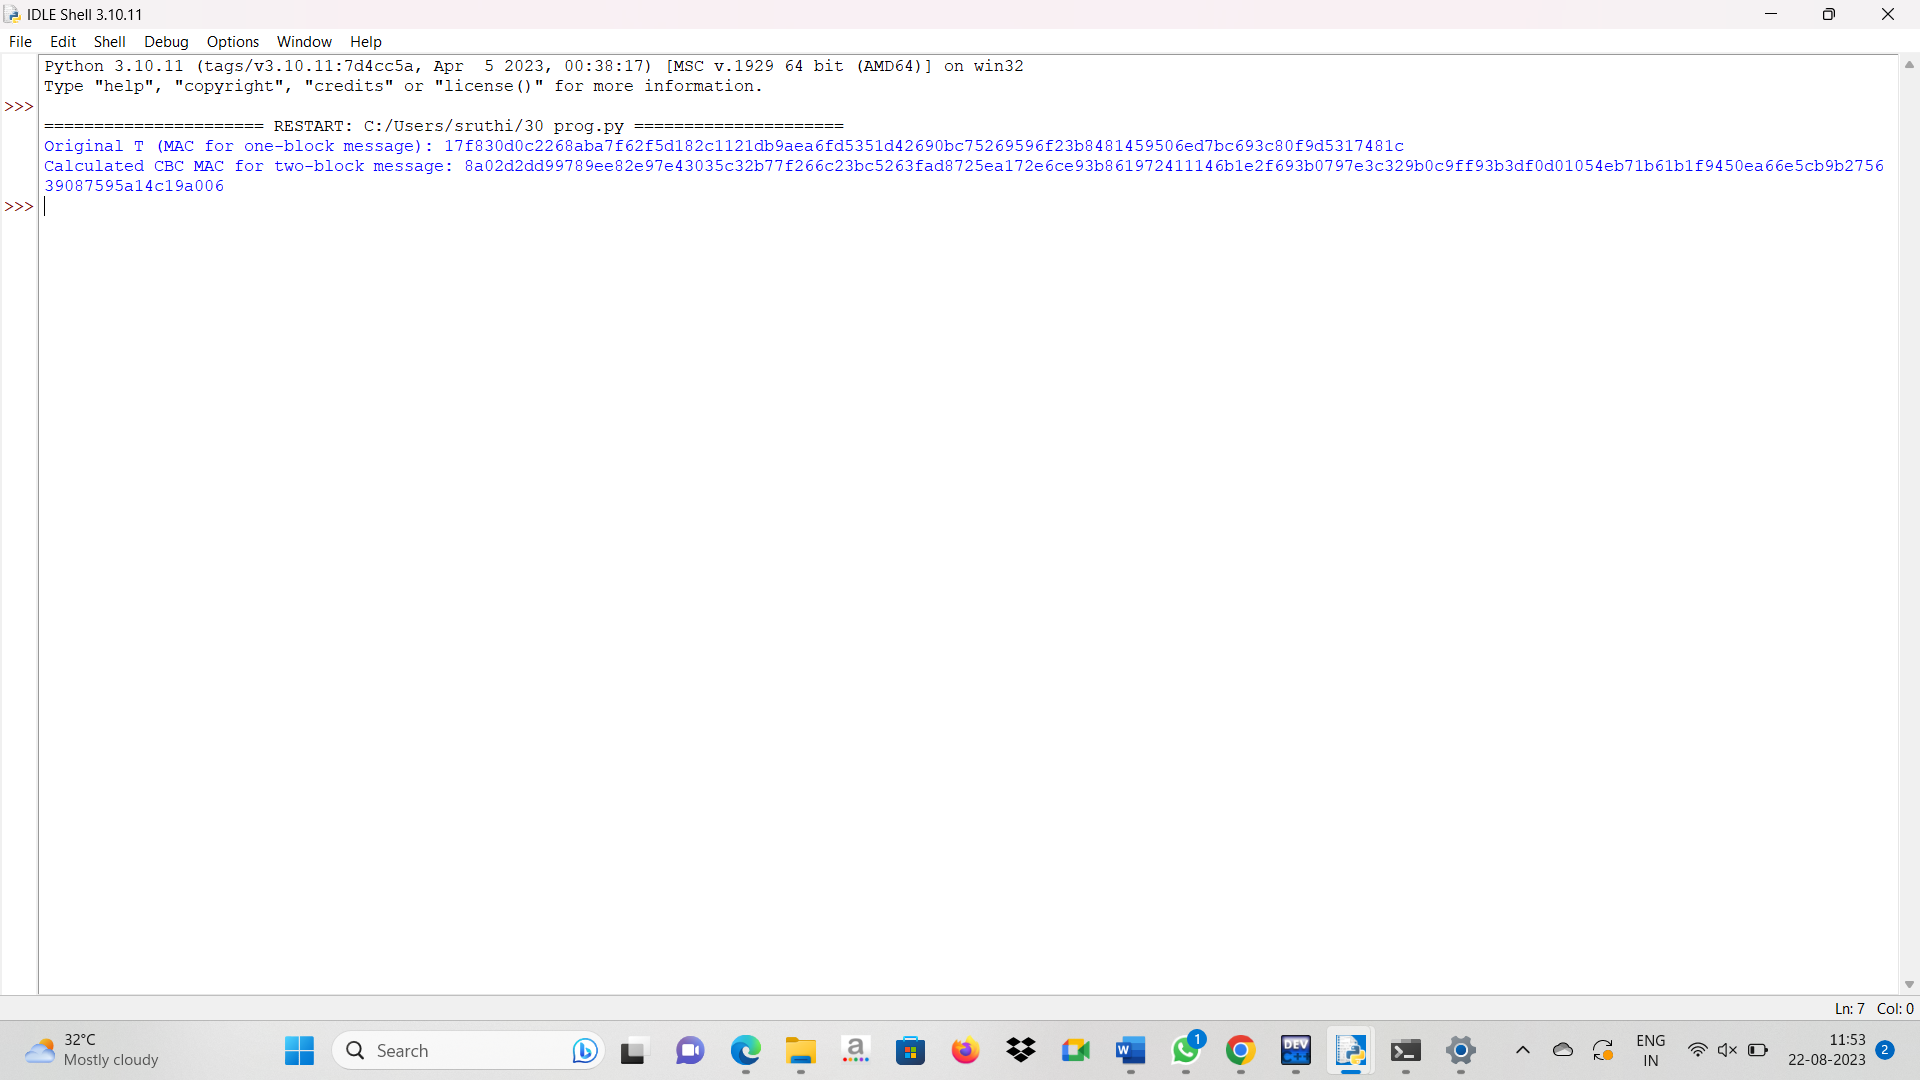 IDLE Shell 3.10.11
File Edit Shell Debug Options Window Help
Python 3.10.11 (tags/v3.10.11:7d4cc5a, Apr  5 2023, 00:38:17) [MSC v.1929 64 bit (AMD64)] on win32
Type "help", "copyright", "credits" or "license()" for more information.
>>>
====================== RESTART: C:/Users/sruthi/30 prog.py =====================
Original T (MAC for one-block message): 17f830d0c2268aba7f62f5d182c1121db9aea6fd5351d42690bc75269596f23b8481459506ed7bc693c80f9d5317481c
Calculated CBC MAC for two-block message: 8a02d2dd99789ee82e97e43035c32b77f266c23bc5263fad8725ea172e6ce93b861972411146b1e2f693b0797e3c329b0c9ff93b3df0d01054eb71b61b1f9450ea66e5cb9b2756
39087595a14c19a006
>>>
Ln: 7 Col: 0
32°C
Mostly cloudy
Search
a
DEV
C++
W
1
ENG
IN
11:53
22-08-2023
2